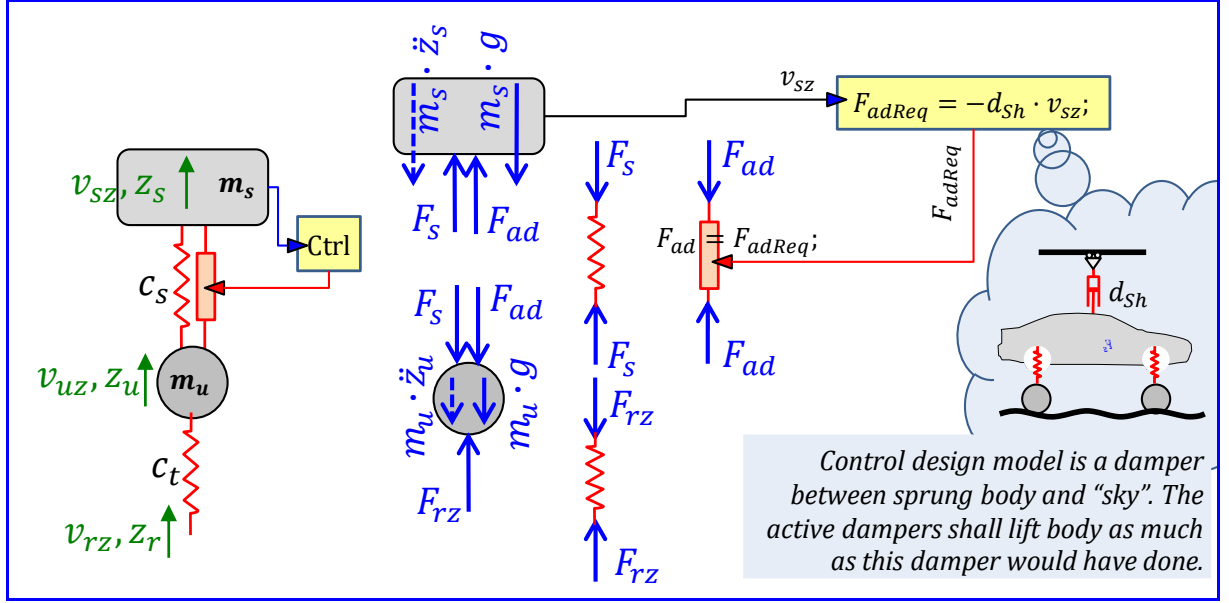 v_sz, z_s
m_s
Ctrl
c_s
v_uz, z_u
m_u
c_t
v_rz, z_r
m_s · z̈_s
m_s · g
F_s
F_ad
F_s
F_ad
m_u · z̈_u
m_u · g
F_rz
F_s
F_s
F_rz
F_rz
F_ad
F_ad = F_adReq;
F_ad
v_sz
F_adReq = −d_Sh · v_sz;
F_adReq
d_Sh
Control design model is a damper
between sprung body and “sky”. The
active dampers shall lift body as much
as this damper would have done.